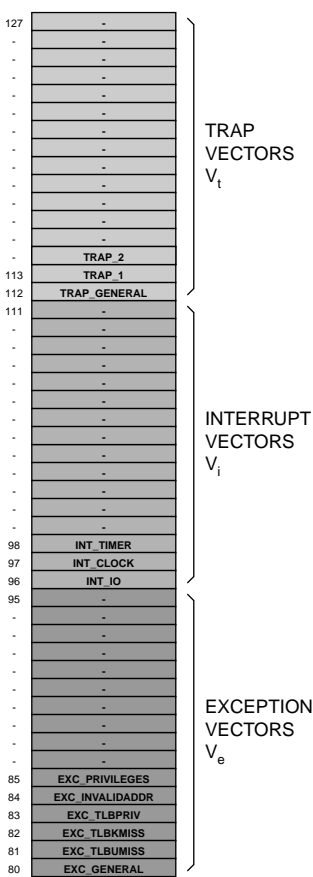 127 -
- -
- -
- -
- -
- -
- - TRAP
- - VECTORS
- - Vt
- -
- -
- -
- -
- TRAP_2
113 TRAP_1
112 TRAP_GENERAL
111 -
- -
- -
- -
- -
- -
- - INTERRUPT
- - VECTORS
- - Vi
- -
- -
- -
- -
98 INT_TIMER
97 INT_CLOCK
96 INT_IO
95 -
- -
- -
- -
- -
- -
- - EXCEPTION
- - VECTORS
- - Ve
- -
85 EXC_PRIVILEGES
84 EXC_INVALIDADDR
83 EXC_TLBPRIV
82 EXC_TLBKMISS
81 EXC_TLBUMISS
80 EXC_GENERAL